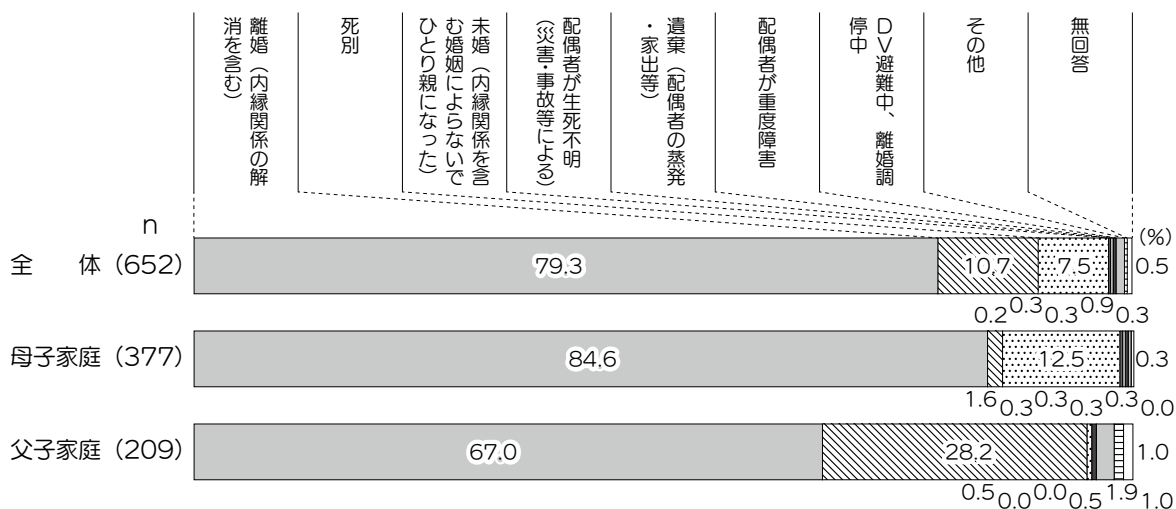 離婚（内縁関係の解
消を含む）
死別
未婚（内縁関係を含
む婚姻によらないで
ひとり親になった）
配偶者が生死不明
（災害・事故等による）
遺棄（配偶者の蒸発
・家出等）
配偶者が重度障害
ＤＶ避難中、離婚調
停中
その他
無回答
n
(%)
全　体（652） 79.3 10.7 7.5 0.5
0.2 0.3 0.3 0.9 0.3
母子家庭（377） 84.6 12.5 0.3
1.6 0.3 0.3 0.3 0.3 0.0
父子家庭（209） 67.0 28.2 1.0
0.5 0.0 0.0 0.5 1.9 1.0